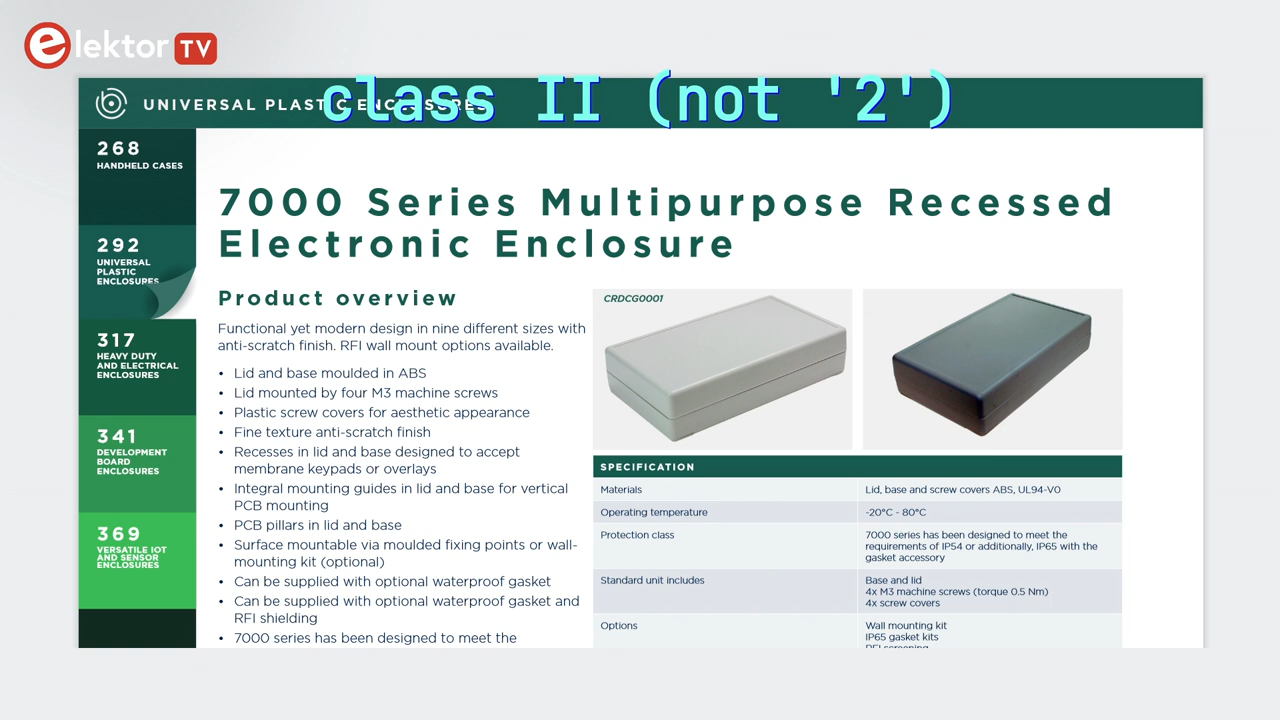 elektor TV
class II (not '2')
UNIVERSAL PLASTIC ENCLOSURES
268
HANDHELD CASES
292
UNIVERSAL
PLASTIC
ENCLOSURES
317
HEAVY DUTY
AND ELECTRICAL
ENCLOSURES
341
DEVELOPMENT
BOARD
ENCLOSURES
369
VERSATILE IOT
AND SENSOR
ENCLOSURES
7000 Series Multipurpose Recessed
Electronic Enclosure
Product overview
Functional yet modern design in nine different sizes with
anti-scratch finish. RFI wall mount options available.
• Lid and base moulded in ABS
• Lid mounted by four M3 machine screws
• Plastic screw covers for aesthetic appearance
• Fine texture anti-scratch finish
• Recesses in lid and base designed to accept
membrane keypads or overlays
• Integral mounting guides in lid and base for vertical
PCB mounting
• PCB pillars in lid and base
• Surface mountable via moulded fixing points or wall-
mounting kit (optional)
• Can be supplied with optional waterproof gasket
• Can be supplied with optional waterproof gasket and
RFI shielding
• 7000 series has been designed to meet the
CRDCG0001
SPECIFICATION
Materials
Lid, base and screw covers ABS, UL94-V0
Operating temperature
-20°C - 80°C
Protection class
7000 series has been designed to meet the
requirements of IP54 or additionally, IP65 with the
gasket accessory
Standard unit includes
Base and lid
4x M3 machine screws (torque 0.5 Nm)
4x screw covers
Options
Wall mounting kit
IP65 gasket kits
RFI screening